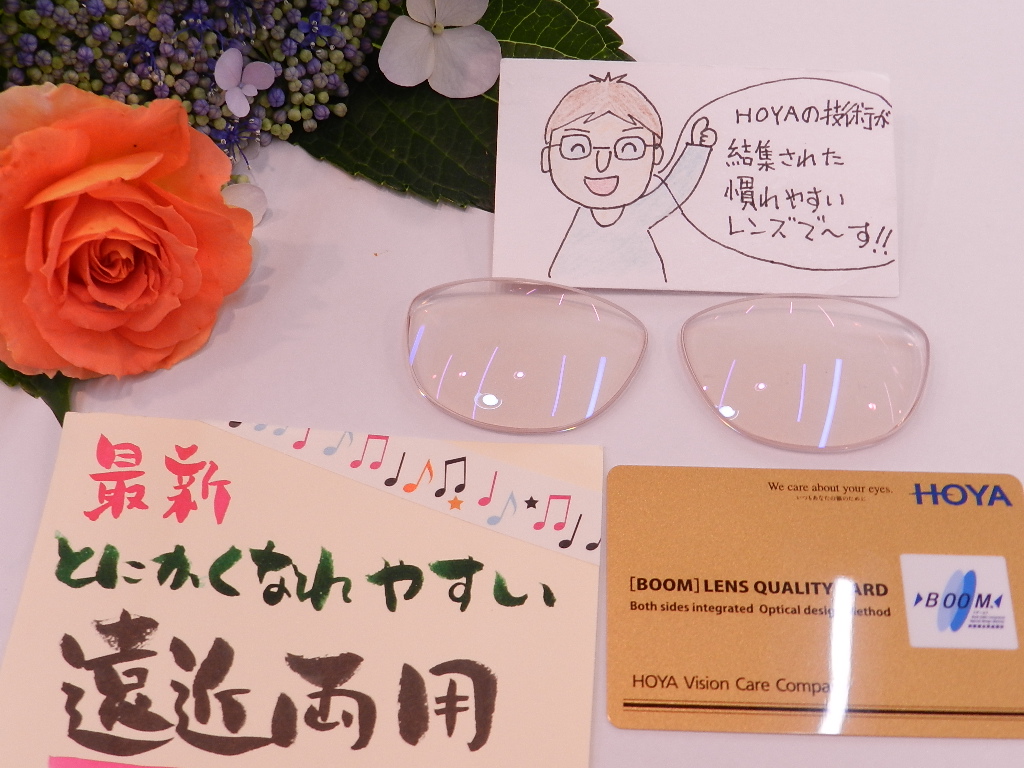 HOYAの技術が
結集された
慣れやすい
レンズで〜す!!
最新
とにかくなれやすい
遠近両用
We care about your eyes.
HOYA
[BOOM] LENS QUALITY CARD
Both sides integrated Optical design Method
BOOM
HOYA Vision Care Compa